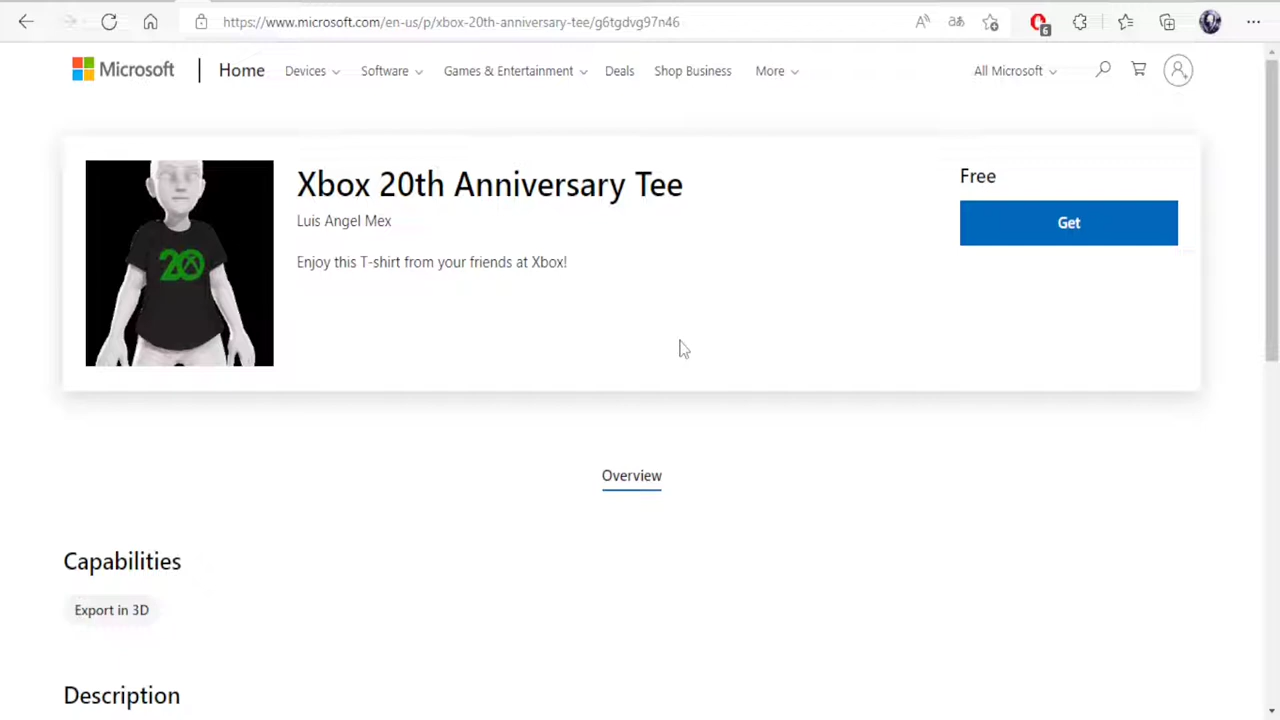 https://www.microsoft.com/en-us/p/xbox-20th-anniversary-tee/g6tgdvg97n46
6
Microsoft
Home
Devices
Software
Games & Entertainment
Deals
Shop Business
More
All Microsoft
20
Xbox 20th Anniversary Tee
Luis Angel Mex
Enjoy this T-shirt from your friends at Xbox!
Free
Get
Overview
Capabilities
Export in 3D
Description